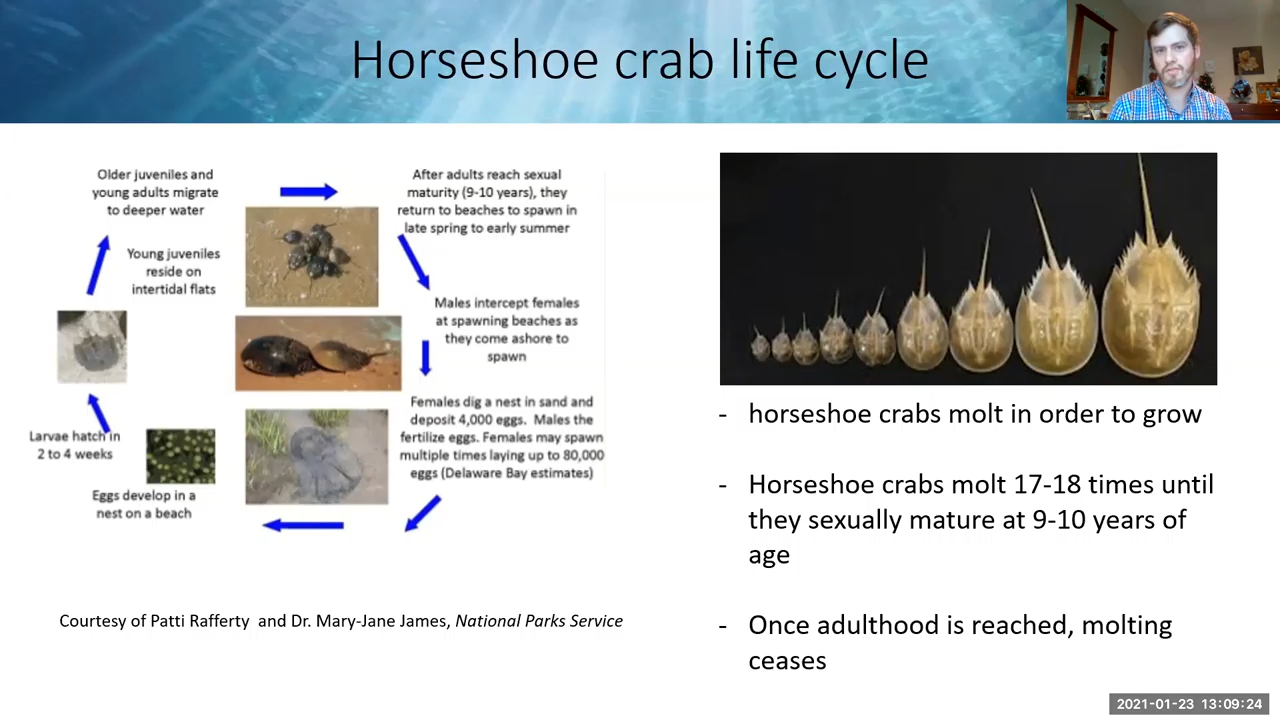 Horseshoe crab life cycle
Older juveniles and
young adults migrate
to deeper water
After adults reach sexual
maturity (9-10 years), they
return to beaches to spawn in
late spring to early summer
Young juveniles
reside on
intertidal flats
Males intercept females
at spawning beaches as
they come ashore to
spawn
Females dig a nest in sand and
deposit 4,000 eggs. Males the
fertilize eggs. Females may spawn
multiple times laying up to 80,000
eggs (Delaware Bay estimates)
Larvae hatch in
2 to 4 weeks
Eggs develop in a
nest on a beach
Courtesy of Patti Rafferty and Dr. Mary-Jane James, National Parks Service
- horseshoe crabs molt in order to grow
- Horseshoe crabs molt 17-18 times until
they sexually mature at 9-10 years of
age
- Once adulthood is reached, molting
ceases
2021-01-23 13:09:24